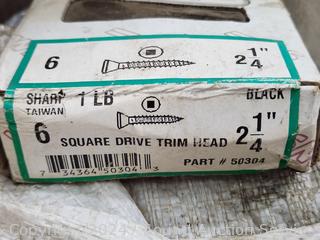 6 2 1/4"
SHARP 1 LB BLACK
TAIWAN
6 2 1/4"
SQUARE DRIVE TRIM HEAD
PART # 50304
7 34364 50304 3